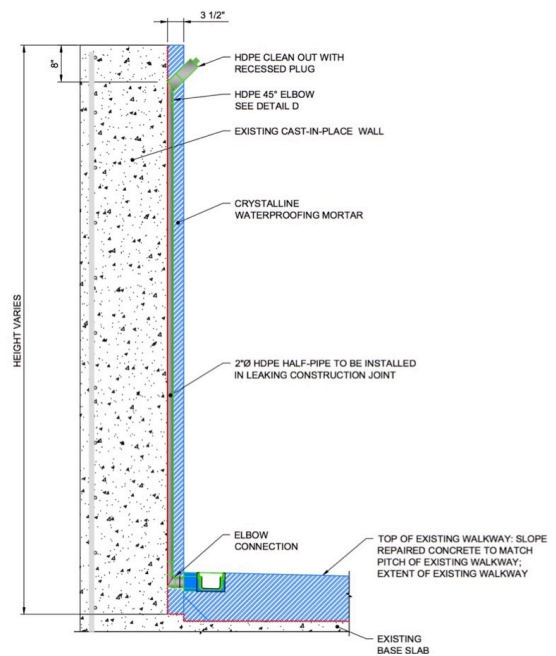 3 1/2"
8"
HDPE CLEAN OUT WITH
RECESSED PLUG
HDPE 45° ELBOW
SEE DETAIL D
EXISTING CAST-IN-PLACE WALL
CRYSTALLINE
WATERPROOFING MORTAR
HEIGHT VARIES
2"Ø HDPE HALF-PIPE TO BE INSTALLED
IN LEAKING CONSTRUCTION JOINT
ELBOW
CONNECTION
TOP OF EXISTING WALKWAY: SLOPE
REPAIRED CONCRETE TO MATCH
PITCH OF EXISTING WALKWAY;
EXTENT OF EXISTING WALKWAY
EXISTING
BASE SLAB